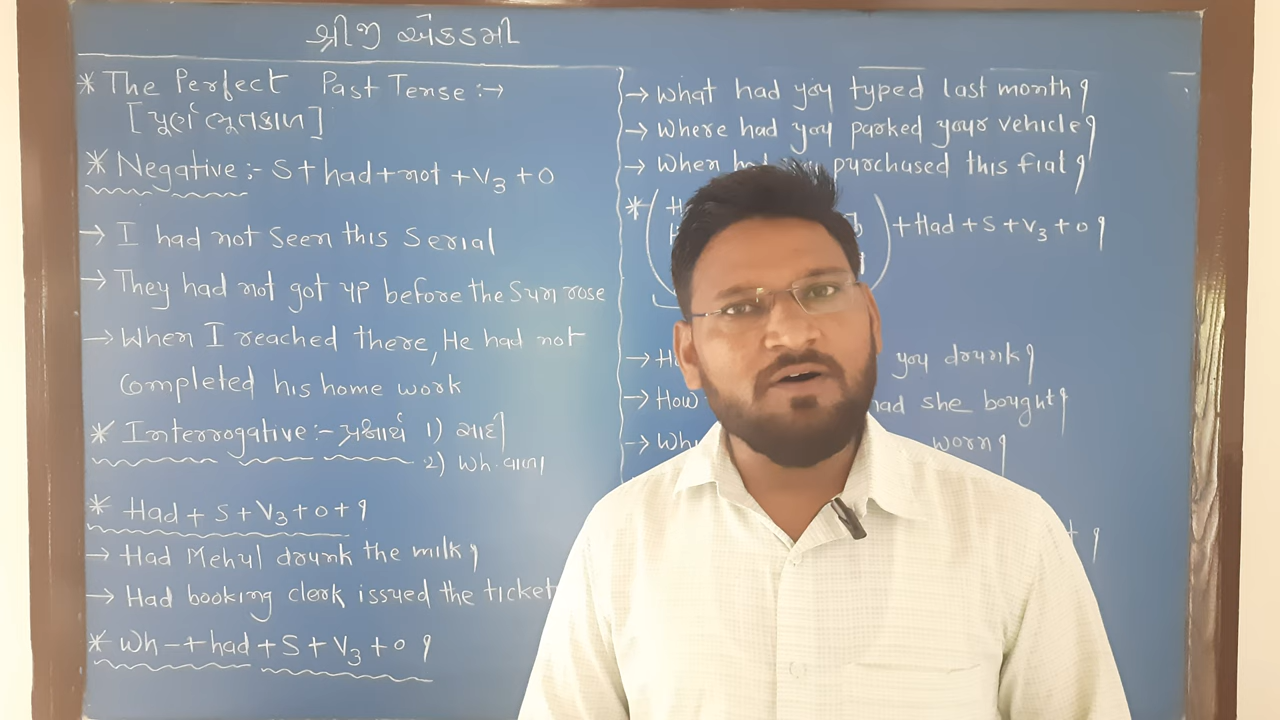 શ્રીજી એકેડમી
* The Perfect Past Tense :→
[પૂર્ણ ભૂતકાળ]
* Negative :- S + had + not + V3 + O
→ I had not seen this serial
→ They had not got up before the Sun rose
→ When I reached there, He had not
completed his home work
* Interrogative :- પ્રશ્નાર્થ 1) સાદાં
2) Wh. વાળા
* Had + S + V3 + O + ?
→ Had Mehul drunk the milk?
→ Had booking clerk issued the ticket
* Wh- + had + S + V3 + O ?
→ What had you typed last month?
→ Where had you parked your vehicle?
→ When purchased this fiat?
* + Had + S + V3 + O ?
→ you drunk?
→ How had she bought?
→ worn?
?